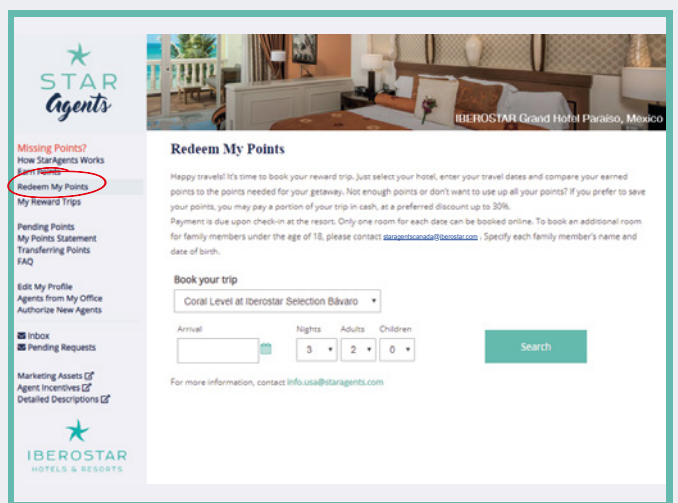 STAR
Agents
IBEROSTAR Grand Hotel Paraiso, Mexico
Missing Points?
How StarAgents Works
Earn Points
Redeem My Points
My Reward Trips
Pending Points
My Points Statement
Transferring Points
FAQ
Edit My Profile
Agents from My Office
Authorize New Agents
Inbox
Pending Requests
Marketing Assets
Agent Incentives
Detailed Descriptions
IBEROSTAR
HOTELS & RESORTS
Redeem My Points
Happy travels! It's time to book your reward trip. Just select your hotel, enter your travel dates and compare your earned
points to the points needed for your getaway. Not enough points or don't want to use up all your points? If you prefer to save
your points, you may pay a portion of your trip in cash, at a preferred discount up to 30%.
Payment is due upon check-in at the resort. Only one room for each date can be booked online. To book an additional room
for family members under the age of 18, please contact staragentscanada@iberostar.com . Specify each family member's name and
date of birth.
Book your trip
Coral Level at Iberostar Selection Bávaro
Arrival Nights Adults Children
3 2 0
Search
For more information, contact info.usa@staragents.com